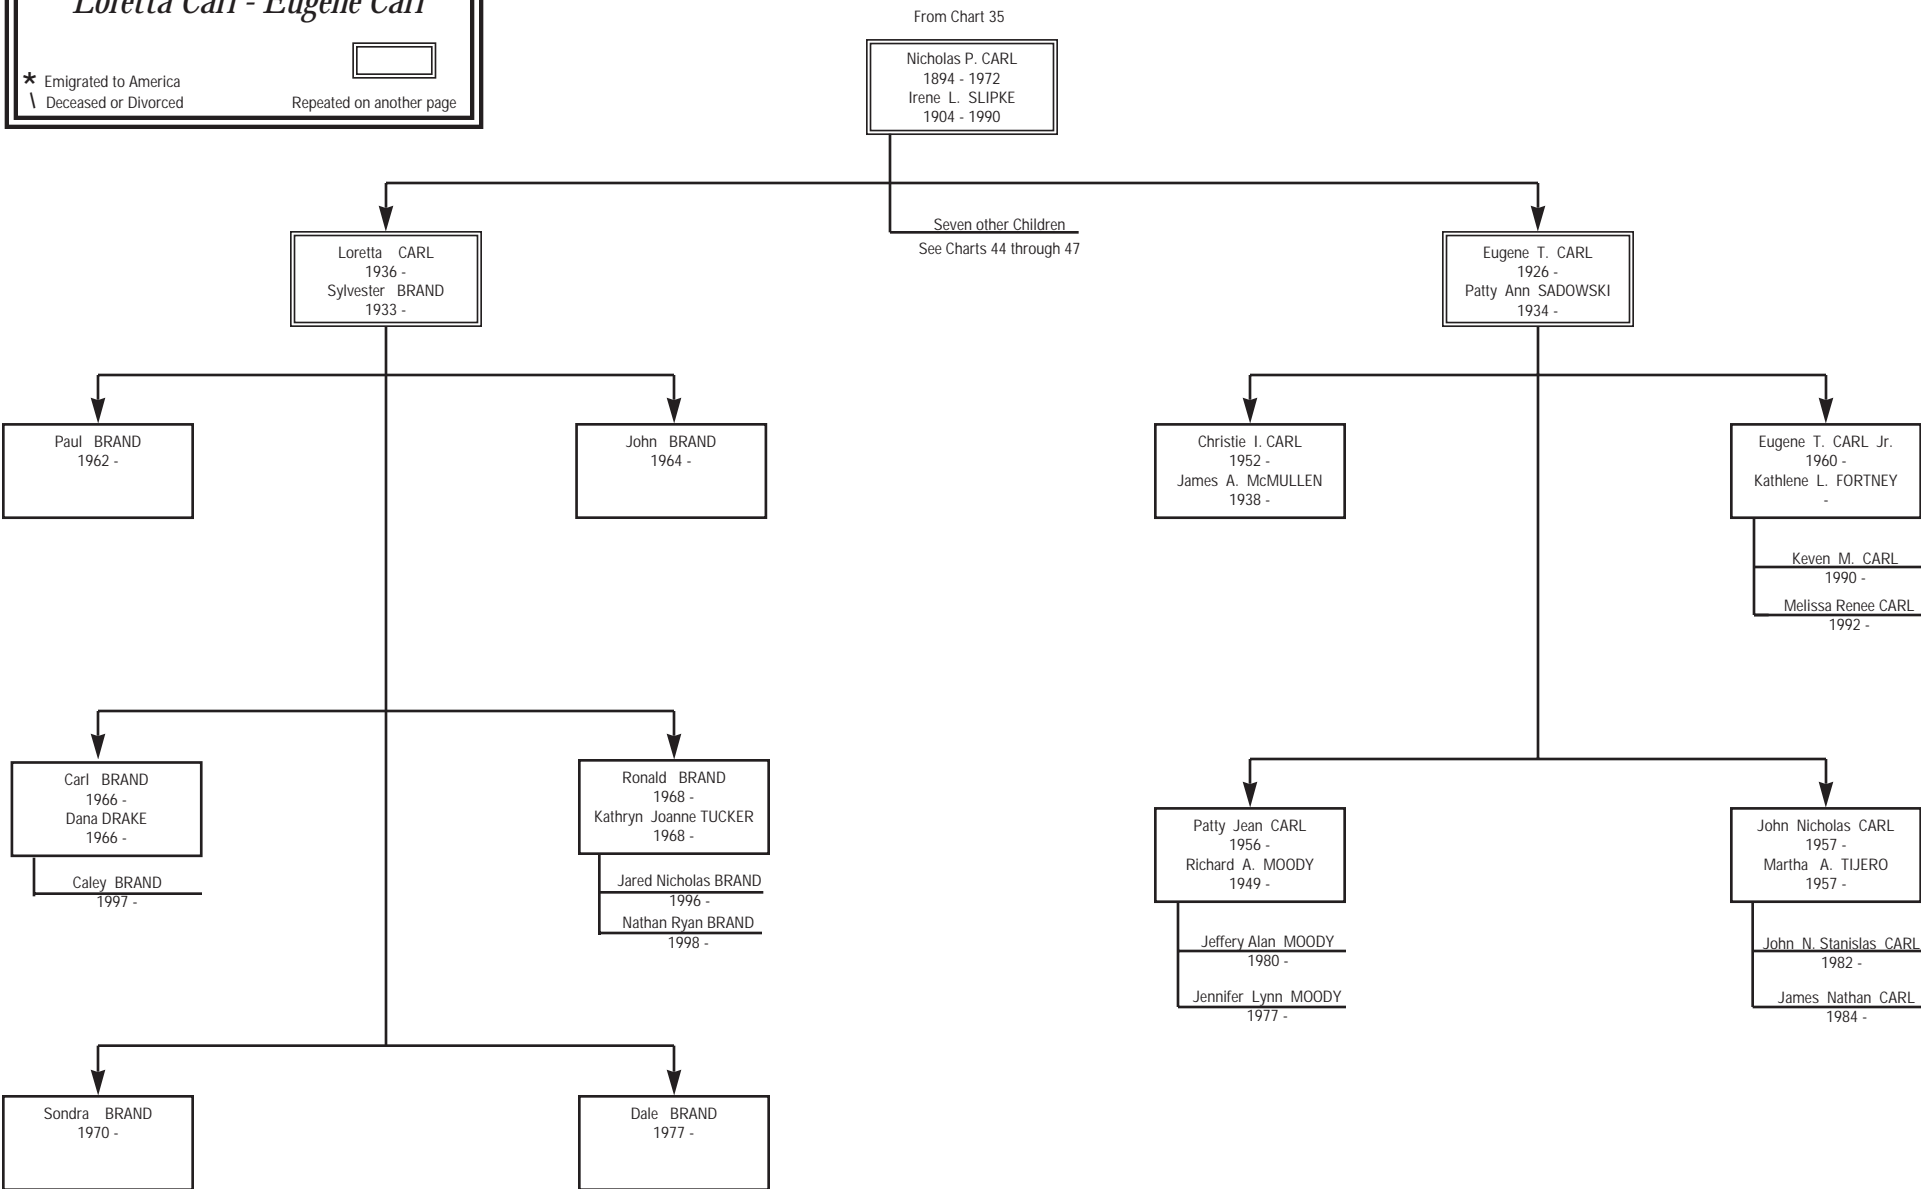 Loretta Carl - Eugene Carl
* Emigrated to America
\ Deceased or Divorced
Repeated on another page
From Chart 35
Nicholas P. CARL
1894 - 1972
Irene L. SLIPKE
1904 - 1990
Seven other Children
See Charts 44 through 47
Loretta CARL
1936 -
Sylvester BRAND
1933 -
Eugene T. CARL
1926 -
Patty Ann SADOWSKI
1934 -
Paul BRAND
1962 -
John BRAND
1964 -
Christie I. CARL
1952 -
James A. McMULLEN
1938 -
Eugene T. CARL Jr.
1960 -
Kathlene L. FORTNEY
-
Keven M. CARL
1990 -
Melissa Renee CARL
1992 -
Carl BRAND
1966 -
Dana DRAKE
1966 -
Caley BRAND
1997 -
Ronald BRAND
1968 -
Kathryn Joanne TUCKER
1968 -
Jared Nicholas BRAND
1996 -
Nathan Ryan BRAND
1998 -
Patty Jean CARL
1956 -
Richard A. MOODY
1949 -
Jeffery Alan MOODY
1980 -
Jennifer Lynn MOODY
1977 -
John Nicholas CARL
1957 -
Martha A. TIJERO
1957 -
John N. Stanislas CARL
1982 -
James Nathan CARL
1984 -
Sondra BRAND
1970 -
Dale BRAND
1977 -